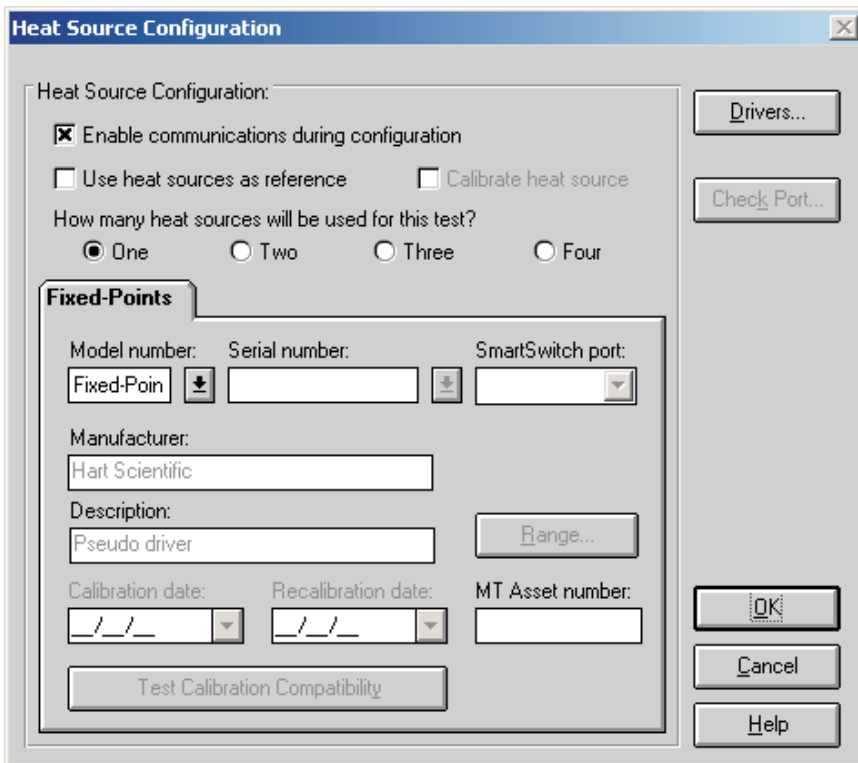 Heat Source Configuration
Heat Source Configuration:
Drivers...
Enable communications during configuration
Use heat sources as reference
Calibrate heat source
Check Port...
How many heat sources will be used for this test?
One
Two
Three
Four
Fixed-Points
Model number:
Serial number:
SmartSwitch port:
Fixed-Poin
Manufacturer:
Hart Scientific
Description:
Pseudo driver
Range...
Calibration date:
Recalibration date:
MT Asset number:
__/__/__
__/__/__
OK
Test Calibration Compatibility
Cancel
Help